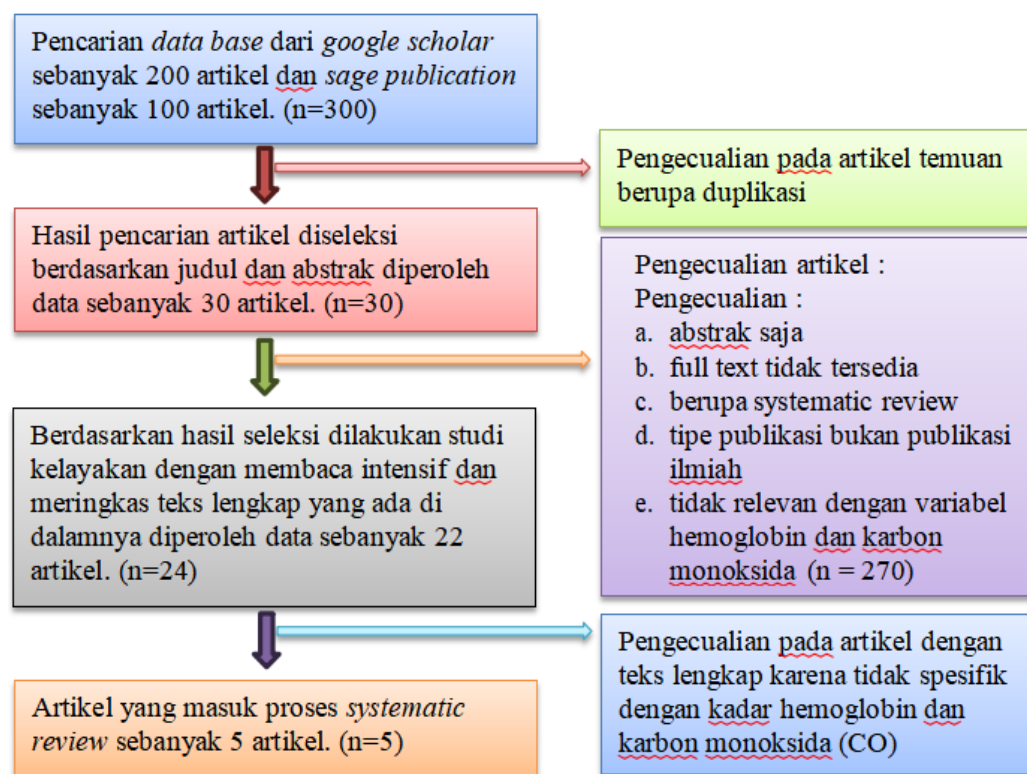 Pencarian data base dari google scholar
sebanyak 200 artikel dan sage publication
sebanyak 100 artikel. (n=300)
Pengecualian pada artikel temuan
berupa duplikasi
Hasil pencarian artikel diseleksi
berdasarkan judul dan abstrak diperoleh
data sebanyak 30 artikel. (n=30)
Pengecualian artikel :
Pengecualian :
a. abstrak saja
b. full text tidak tersedia
c. berupa systematic review
d. tipe publikasi bukan publikasi
ilmiah
e. tidak relevan dengan variabel
hemoglobin dan karbon
monoksida (n = 270)
Berdasarkan hasil seleksi dilakukan studi
kelayakan dengan membaca intensif dan
meringkas teks lengkap yang ada di
dalamnya diperoleh data sebanyak 22
artikel. (n=24)
Pengecualian pada artikel dengan
teks lengkap karena tidak spesifik
dengan kadar hemoglobin dan
karbon monoksida (CO)
Artikel yang masuk proses systematic
review sebanyak 5 artikel. (n=5)